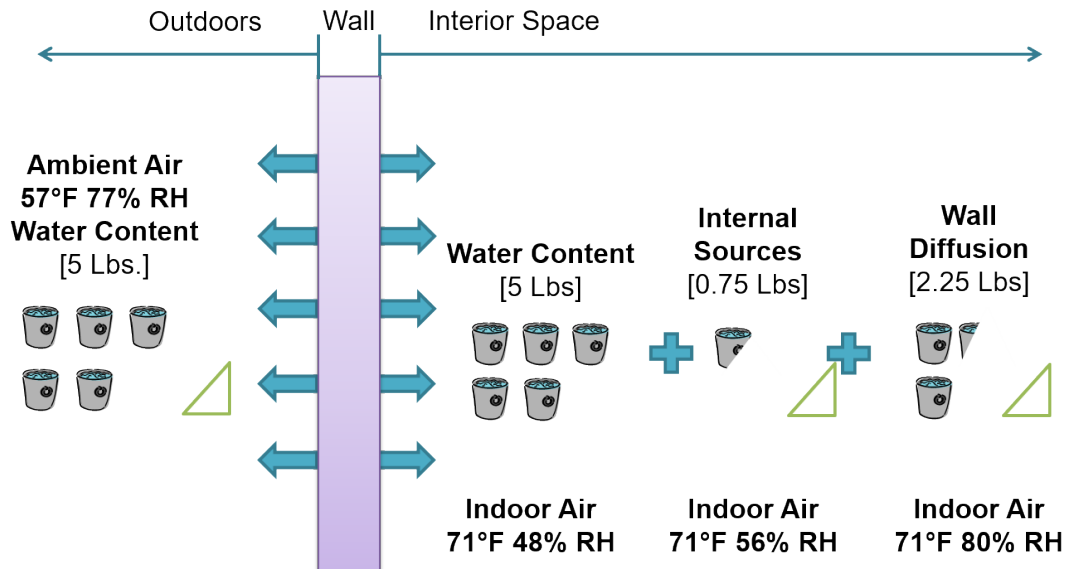 Outdoors
Wall
Interior Space
Ambient Air
57°F 77% RH
Water Content
[5 Lbs.]
Water Content
[5 Lbs]
Internal
Sources
[0.75 Lbs]
Wall
Diffusion
[2.25 Lbs]
Indoor Air
71°F 48% RH
Indoor Air
71°F 56% RH
Indoor Air
71°F 80% RH